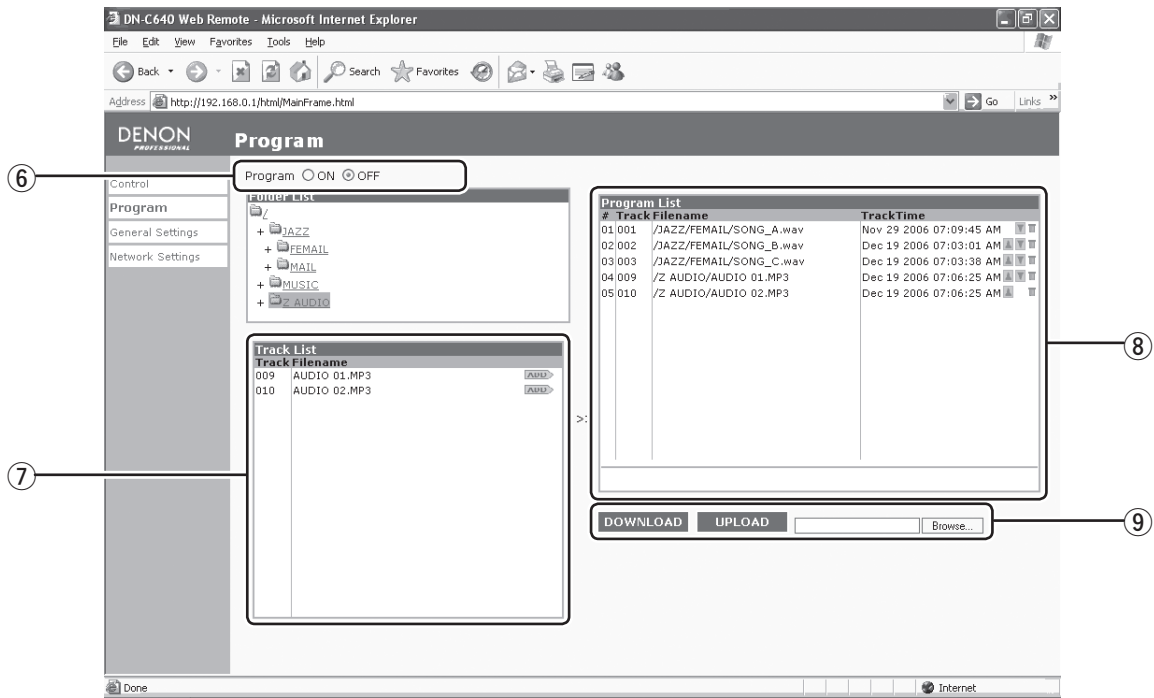 DN-C640 Web Remote - Microsoft Internet Explorer
File Edit View Favorites Tools Help
Back Search Favorites
Address http://192.168.0.1/html/MainFrame.html Go Links »
DENON
PROFESSIONAL
Program
⑥
Control
Program
General Settings
Network Settings
Program ON OFF
Folder List
/
+ JAZZ
+ FEMAIL
+ MAIL
+ MUSIC
+ Z AUDIO
Track List
Track Filename
009 AUDIO 01.MP3 ADD
010 AUDIO 02.MP3 ADD
⑦
>:
Program List
# Track Filename TrackTime
01 001 /JAZZ/FEMAIL/SONG_A.wav Nov 29 2006 07:09:45 AM
02 002 /JAZZ/FEMAIL/SONG_B.wav Dec 19 2006 07:03:01 AM
03 003 /JAZZ/FEMAIL/SONG_C.wav Dec 19 2006 07:03:38 AM
04 009 /Z AUDIO/AUDIO 01.MP3 Dec 19 2006 07:06:25 AM
05 010 /Z AUDIO/AUDIO 02.MP3 Dec 19 2006 07:06:25 AM
⑧
DOWNLOAD UPLOAD Browse...
⑨
Done Internet